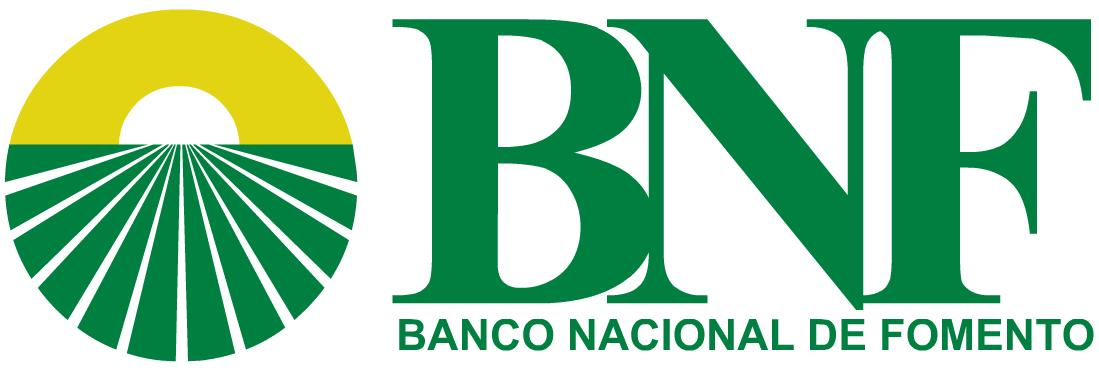 BNF
BANCO NACIONAL DE FOMENTO